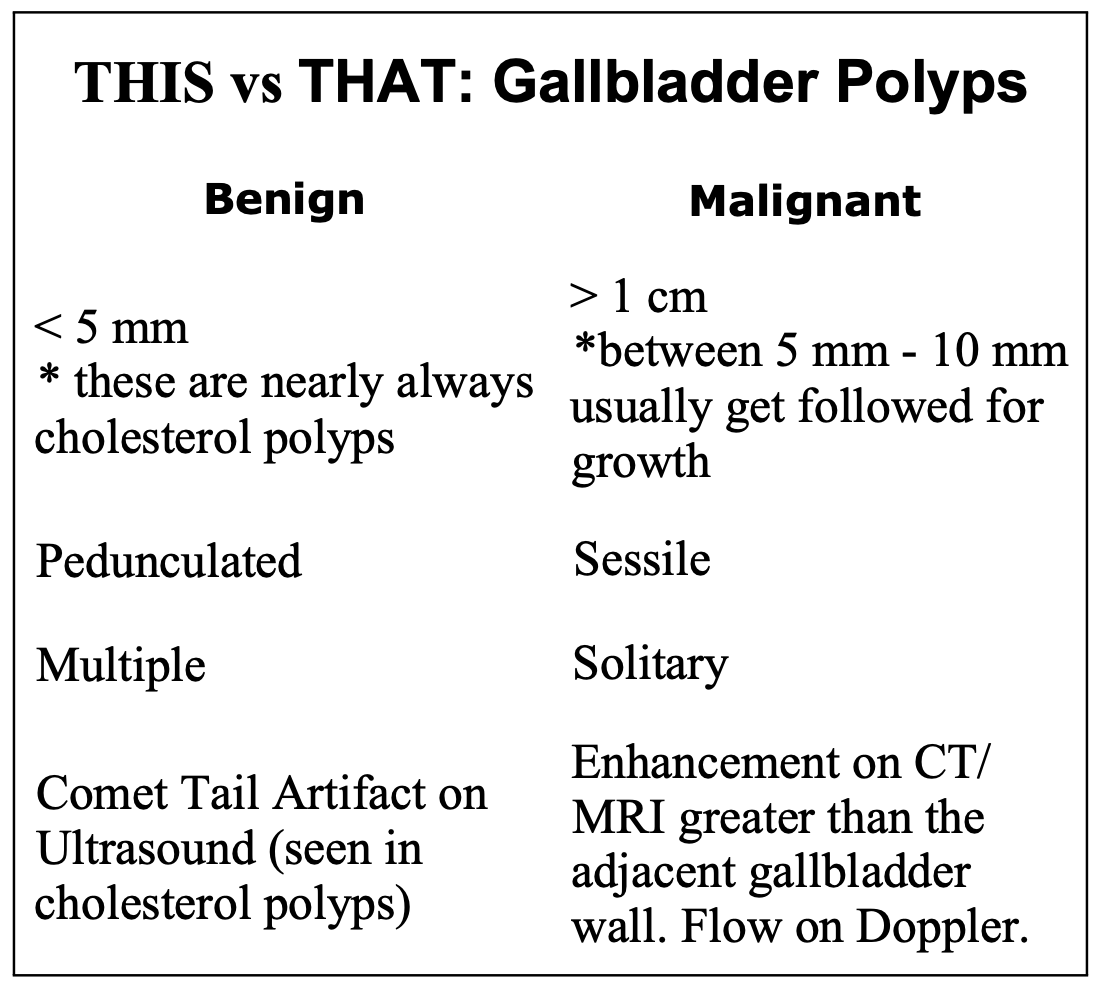 THIS vs THAT: Gallbladder Polyps
Benign
Malignant
< 5 mm
* these are nearly always
cholesterol polyps
> 1 cm
*between 5 mm - 10 mm
usually get followed for
growth
Pedunculated
Sessile
Multiple
Solitary
Comet Tail Artifact on
Ultrasound (seen in
cholesterol polyps)
Enhancement on CT/
MRI greater than the
adjacent gallbladder
wall. Flow on Doppler.